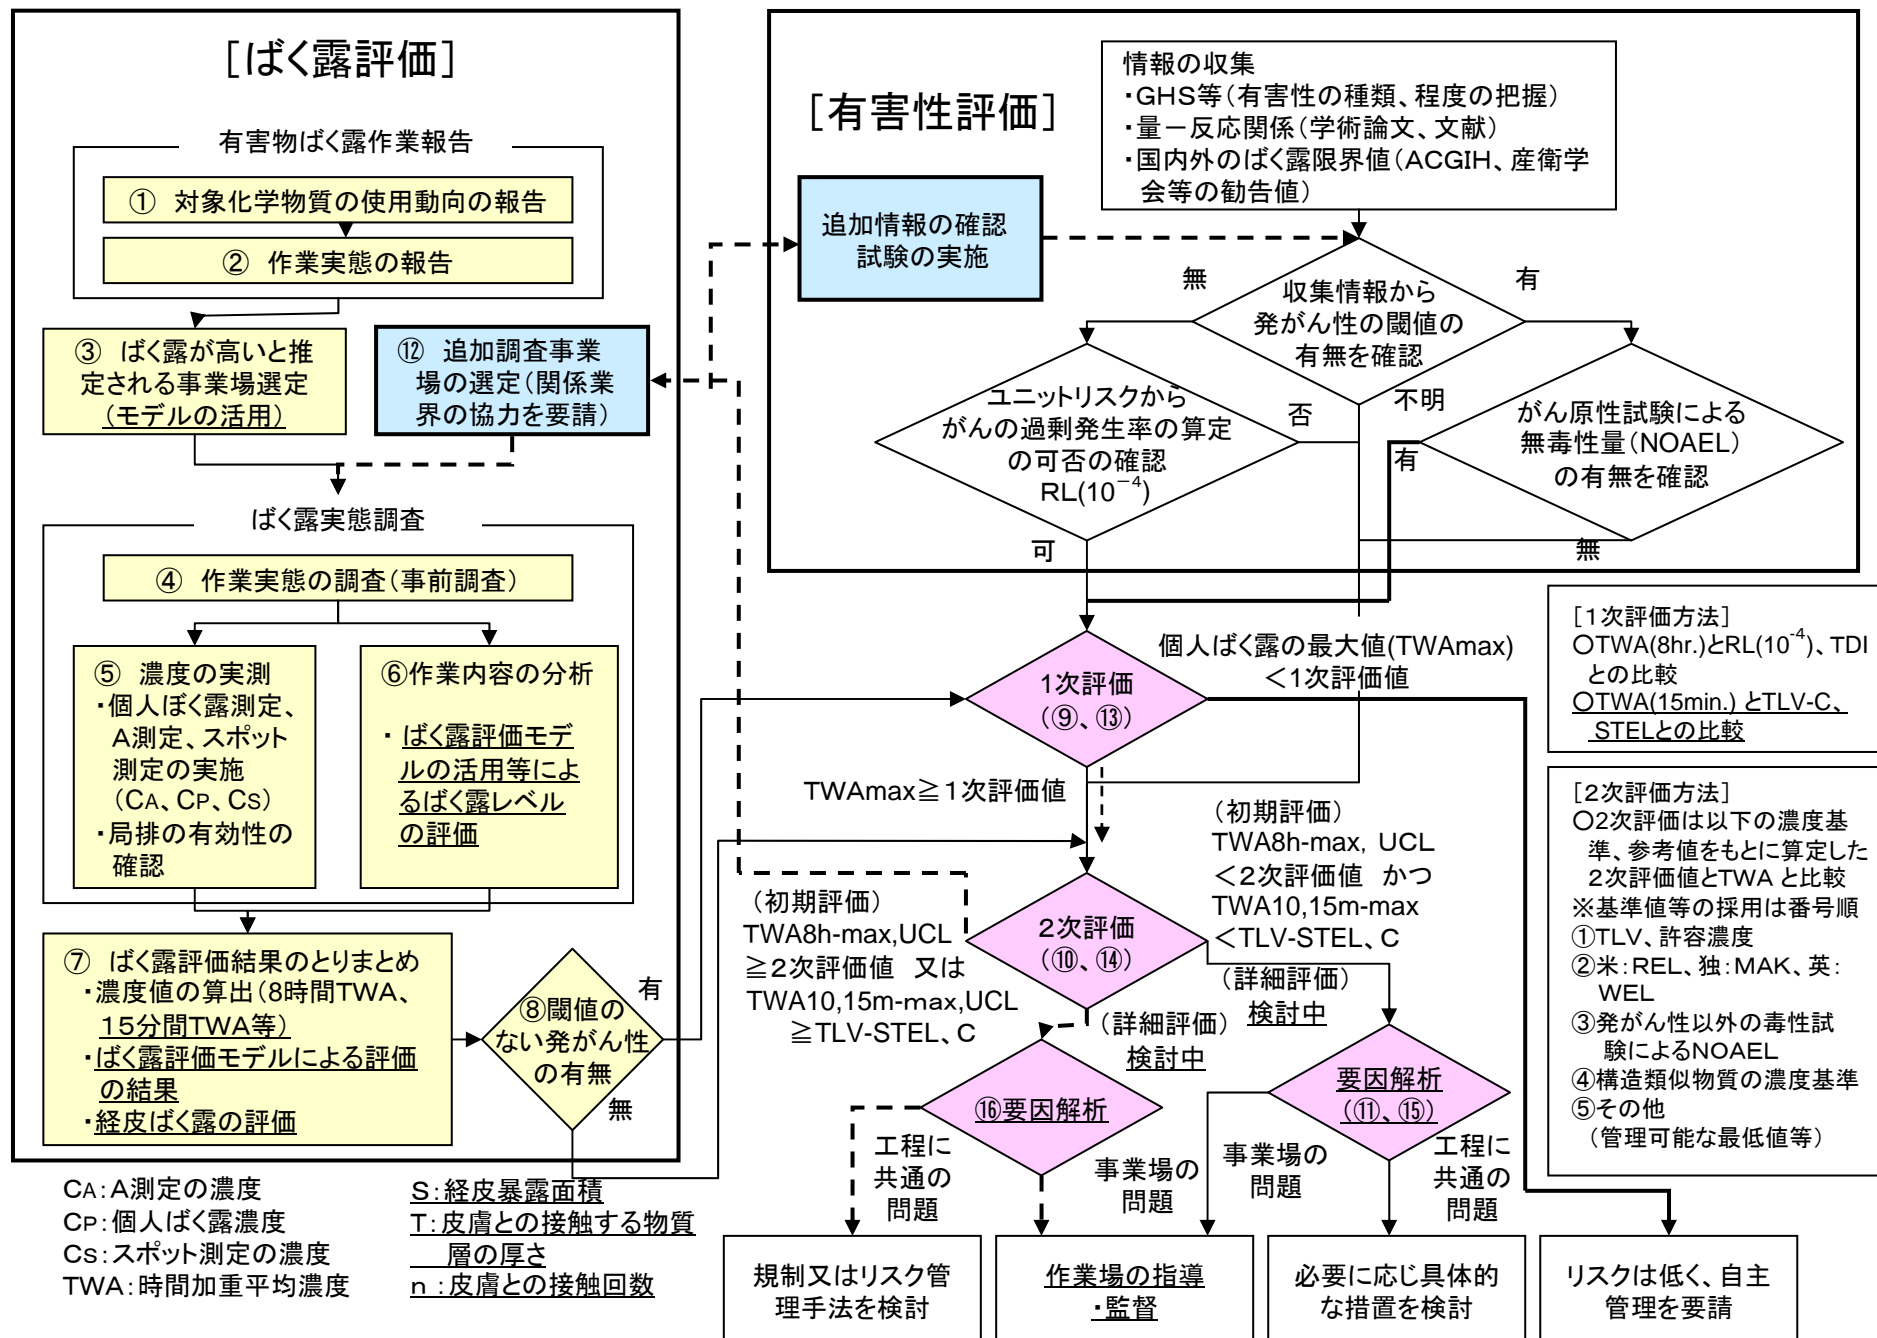 ［ばく露評価］
有害物ばく露作業報告
① 対象化学物質の使用動向の報告
② 作業実態の報告
③ ばく露が高いと推
定される事業場選定
（モデルの活用）
⑫ 追加調査事業
場の選定（関係業
界の協力を要請）
ばく露実態調査
④ 作業実態の調査（事前調査）
⑤ 濃度の実測
・個人ぼく露測定、
A測定、スポット
測定の実施
（CA、CP、CS）
・局排の有効性の
確認
⑥作業内容の分析
・ばく露評価モデ
ルの活用等によ
るばく露レベル
の評価
⑦ ばく露評価結果のとりまとめ
・濃度値の算出（8時間TWA、
15分間TWA等）
・ばく露評価モデルによる評価
の結果
・経皮ばく露の評価
⑧閾値の
ない発がん性
の有無
有
無
CA：A測定の濃度
CP：個人ばく露濃度
CS：スポット測定の濃度
TWA：時間加重平均濃度
S：経皮暴露面積
T：皮膚との接触する物質
層の厚さ
n：皮膚との接触回数
［有害性評価］
情報の収集
・GHS等（有害性の種類、程度の把握）
・量－反応関係（学術論文、文献）
・国内外のばく露限界値（ACGIH、産衛学
会等の勧告値）
追加情報の確認
試験の実施
無
有
収集情報から
発がん性の閾値の
有無を確認
不明
ユニットリスクから
がんの過剰発生率の算定
の可否の確認
RL(10⁻⁴)
否
可
がん原性試験による
無毒性量（NOAEL）
の有無を確認
有
無
1次評価
（⑨、⑬）
個人ばく露の最大値(TWAmax)
＜1次評価値
TWAmax≧1次評価値
（初期評価）
TWA8h-max, UCL
＜2次評価値 かつ
TWA10,15m-max
＜TLV-STEL、C
（初期評価）
TWA8h-max,UCL
≧2次評価値 又は
TWA10,15m-max,UCL
≧TLV-STEL、C
2次評価
（⑩、⑭）
（詳細評価）
検討中
（詳細評価）
検討中
⑯要因解析
要因解析
（⑪、⑮）
工程に
共通の
問題
事業場の
問題
事業場の
問題
工程に
共通の
問題
規制又はリスク管
理手法を検討
作業場の指導
・監督
必要に応じ具体的
な措置を検討
リスクは低く、自主
管理を要請
［1次評価方法］
○TWA(8hr.)とRL(10⁻⁴)、TDI
との比較
○TWA(15min.) とTLV-C、
STELとの比較
［2次評価方法］
○2次評価は以下の濃度基
準、参考値をもとに算定した
2次評価値とTWA と比較
※基準値等の採用は番号順
①TLV、許容濃度
②米：REL、独：MAK、英：
WEL
③発がん性以外の毒性試
験によるNOAEL
④構造類似物質の濃度基準
⑤その他
（管理可能な最低値等）